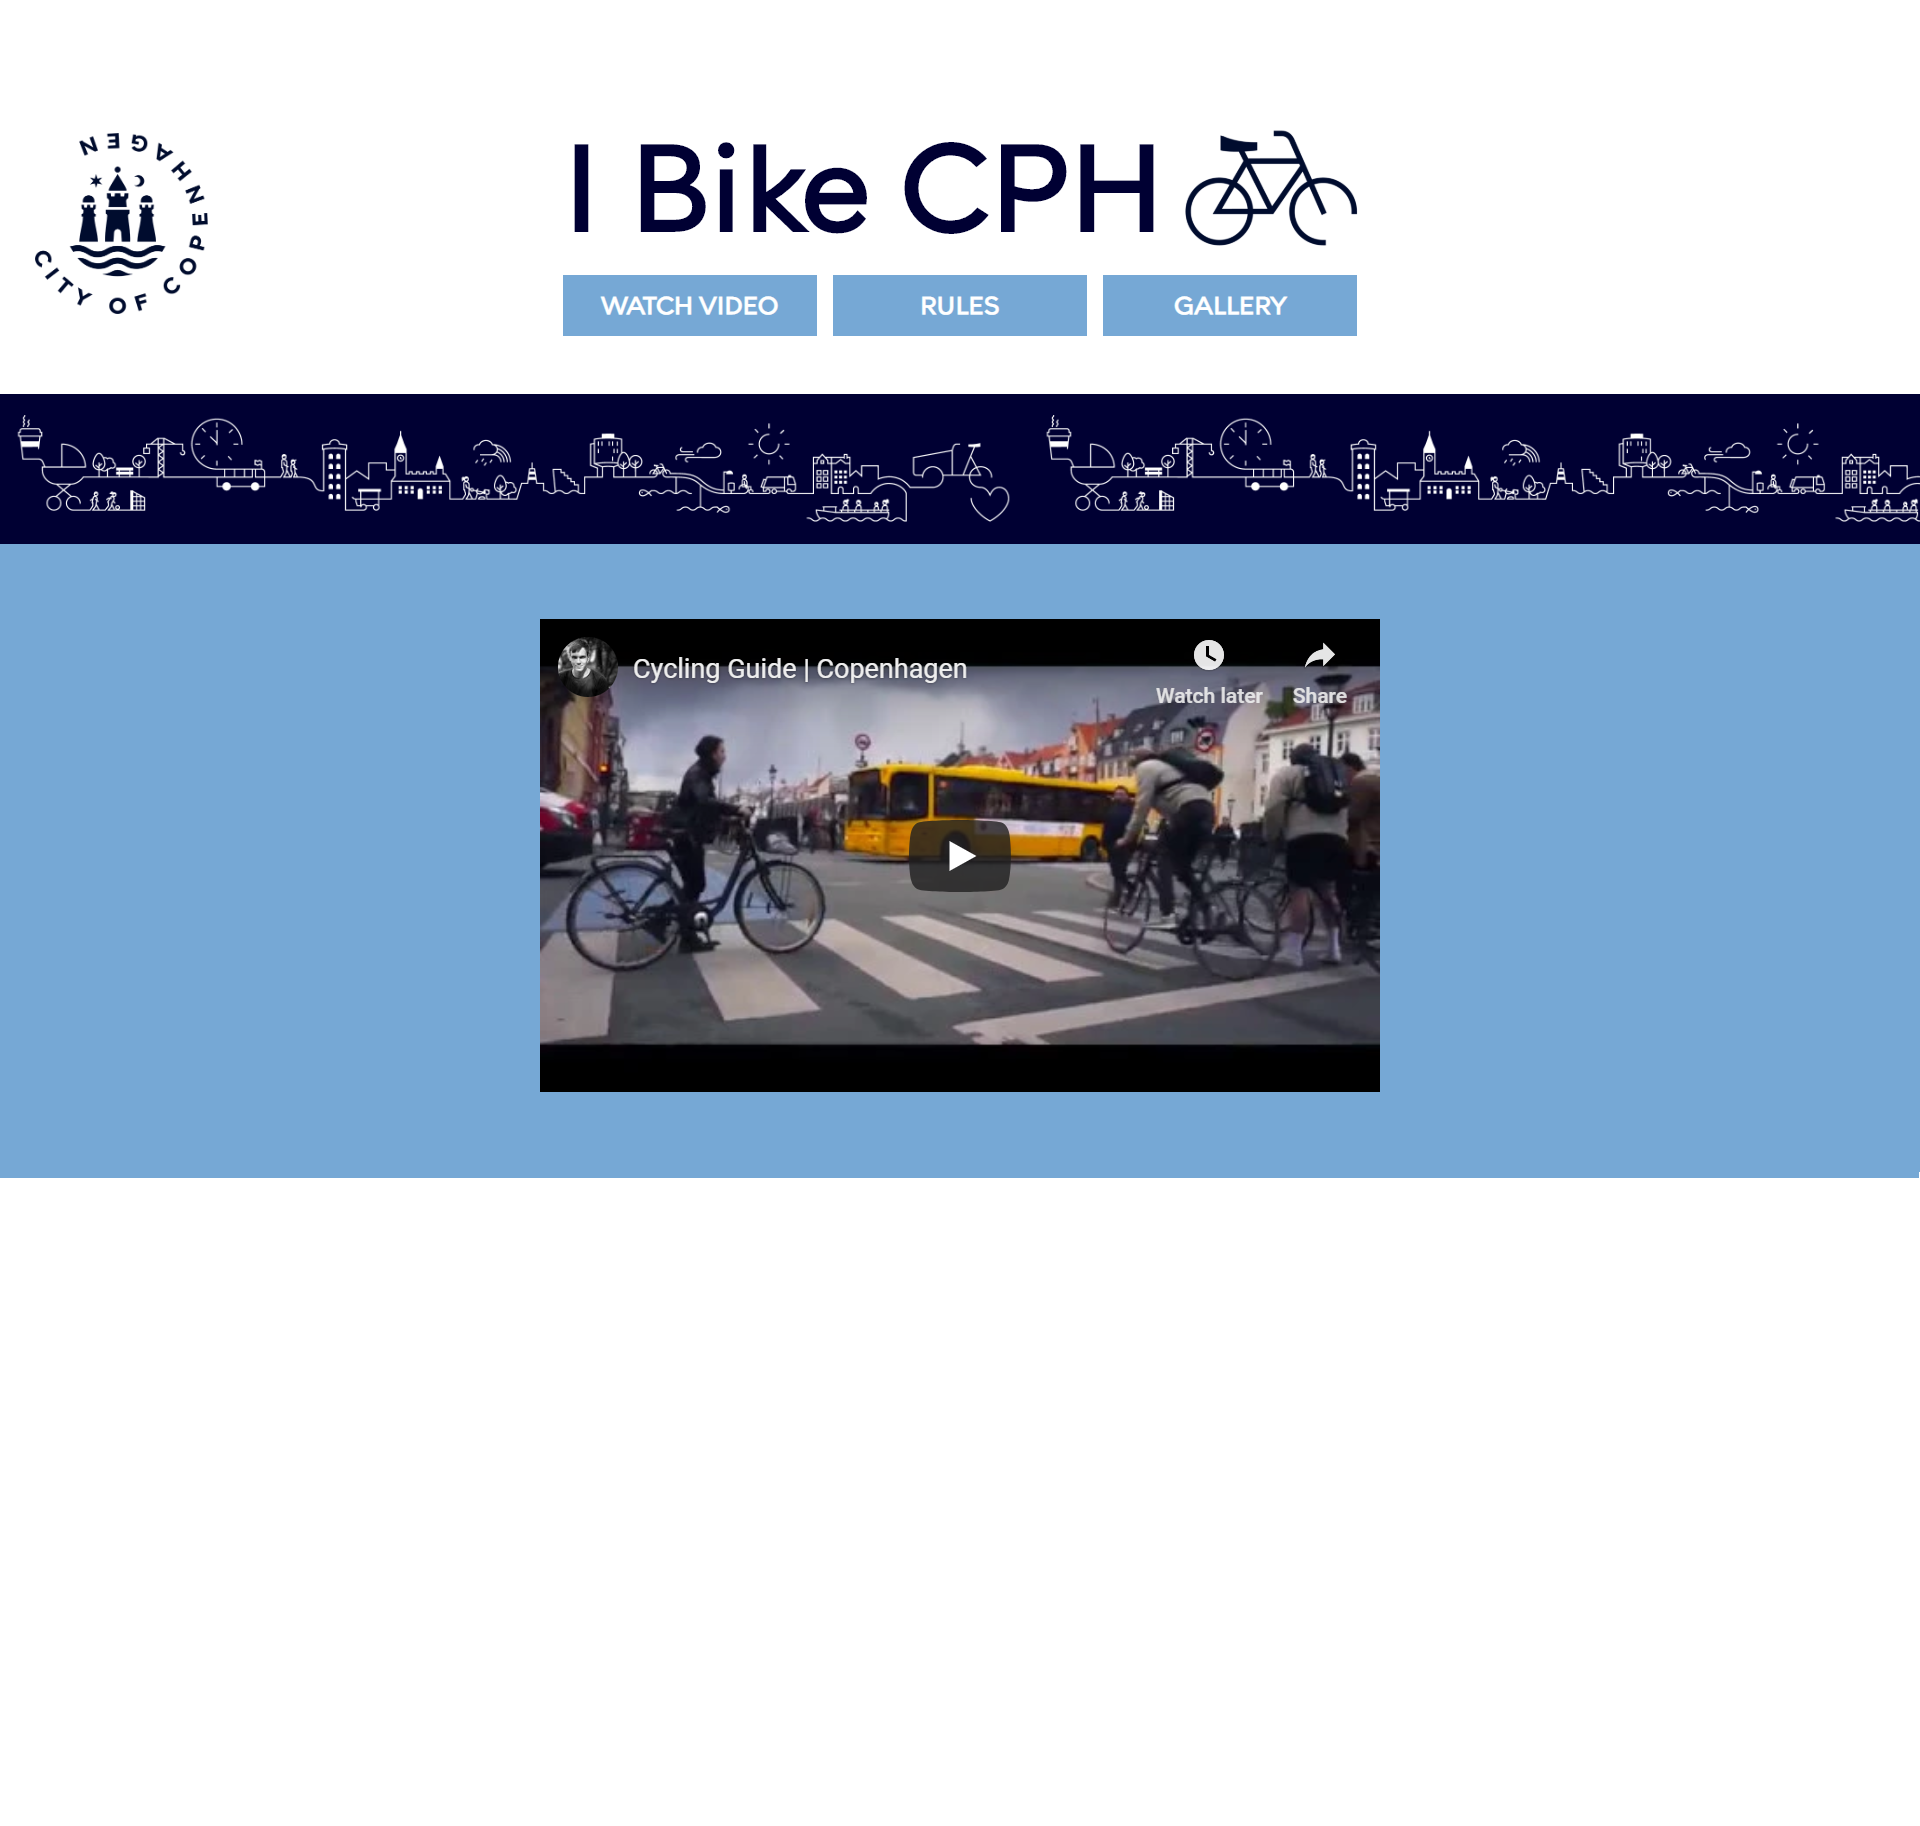 CITY OF COPENHAGEN
I Bike CPH
WATCH VIDEO
RULES
GALLERY
Cycling Guide | Copenhagen
Watch later
Share